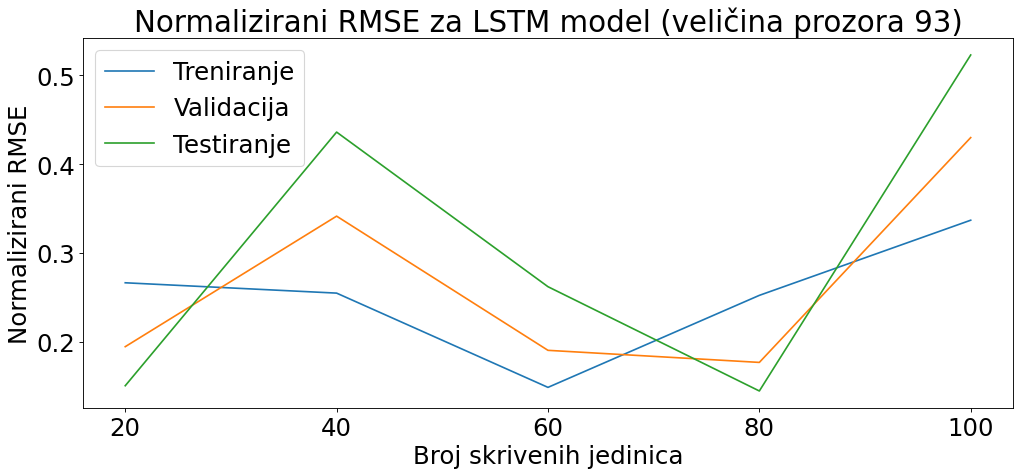 Normalizirani RMSE za LSTM model (veličina prozora 93)
Treniranje
Validacija
Testiranje
Normalizirani RMSE
0.5
0.4
0.3
0.2
20 40 60 80 100
Broj skrivenih jedinica